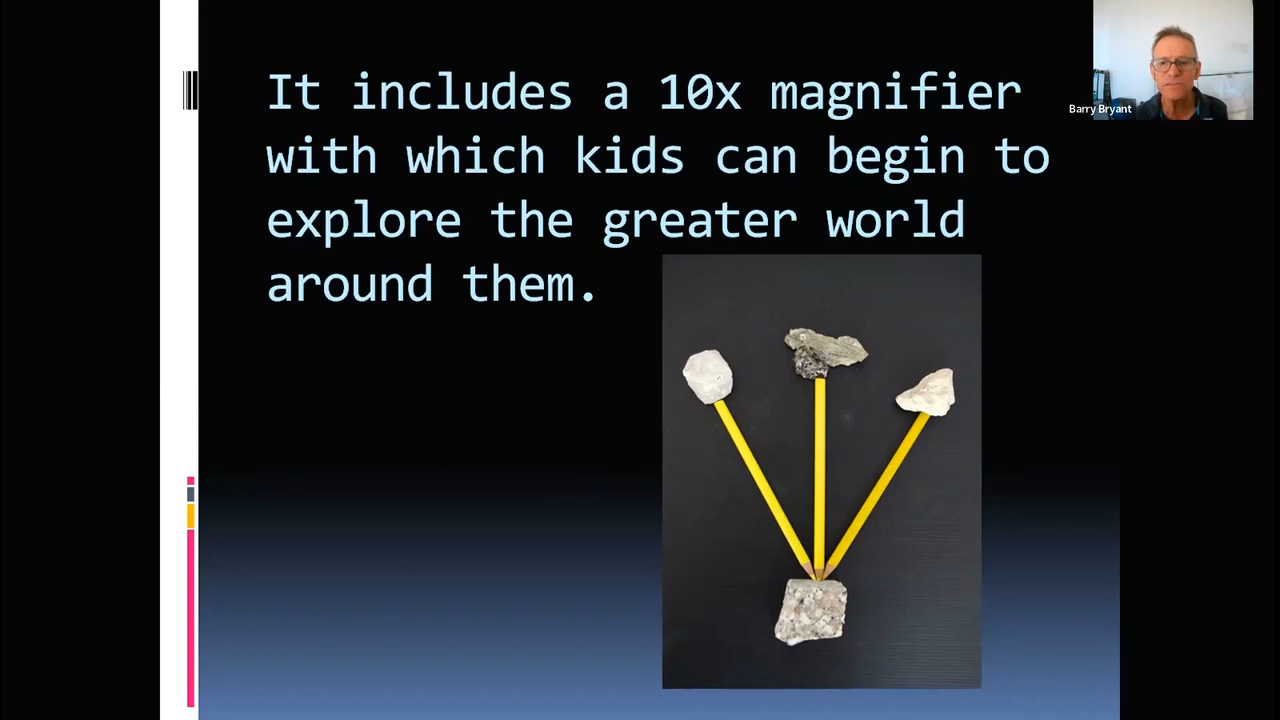 It includes a 10x magnifier
with which kids can begin to
explore the greater world
around them.
Barry Bryant